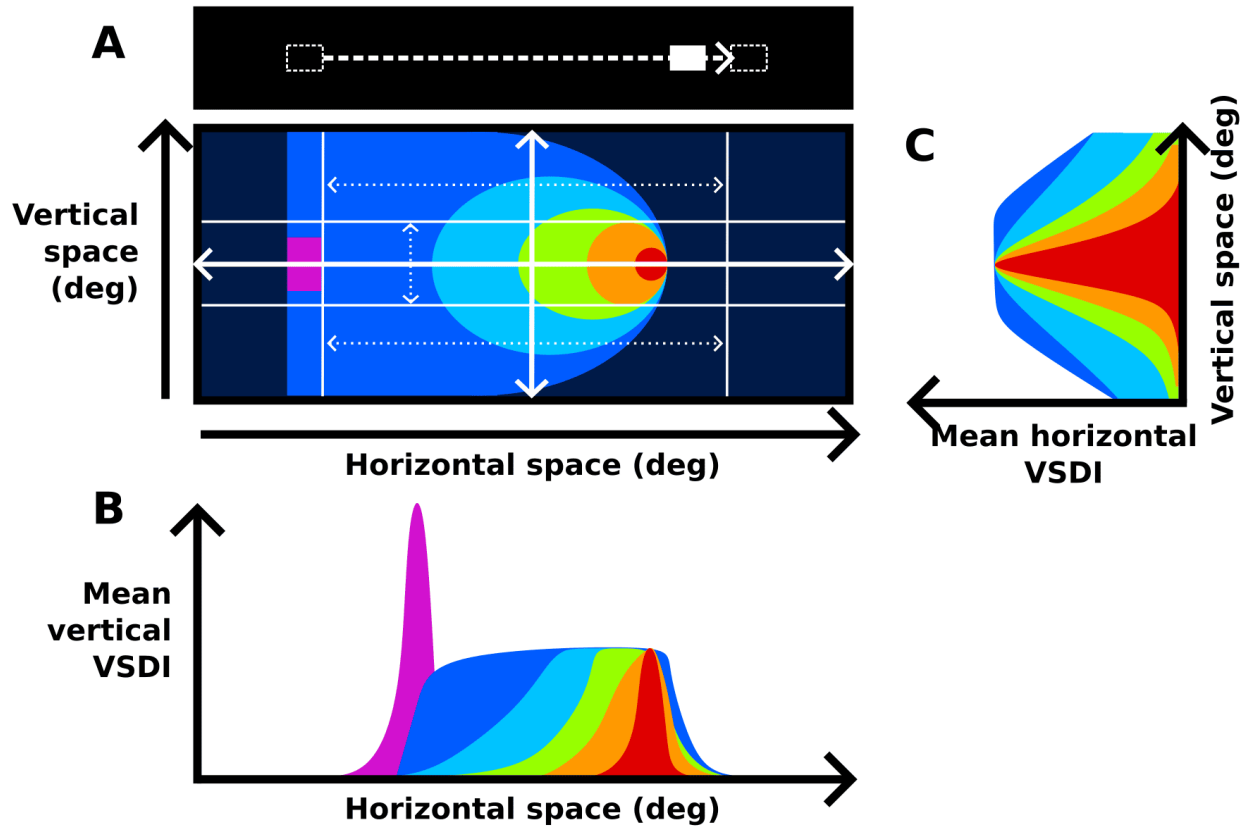 A
Vertical
space
(deg)
Horizontal space (deg)
C
Vertical space (deg)
Mean horizontal
VSDI
B
Mean
vertical
VSDI
Horizontal space (deg)